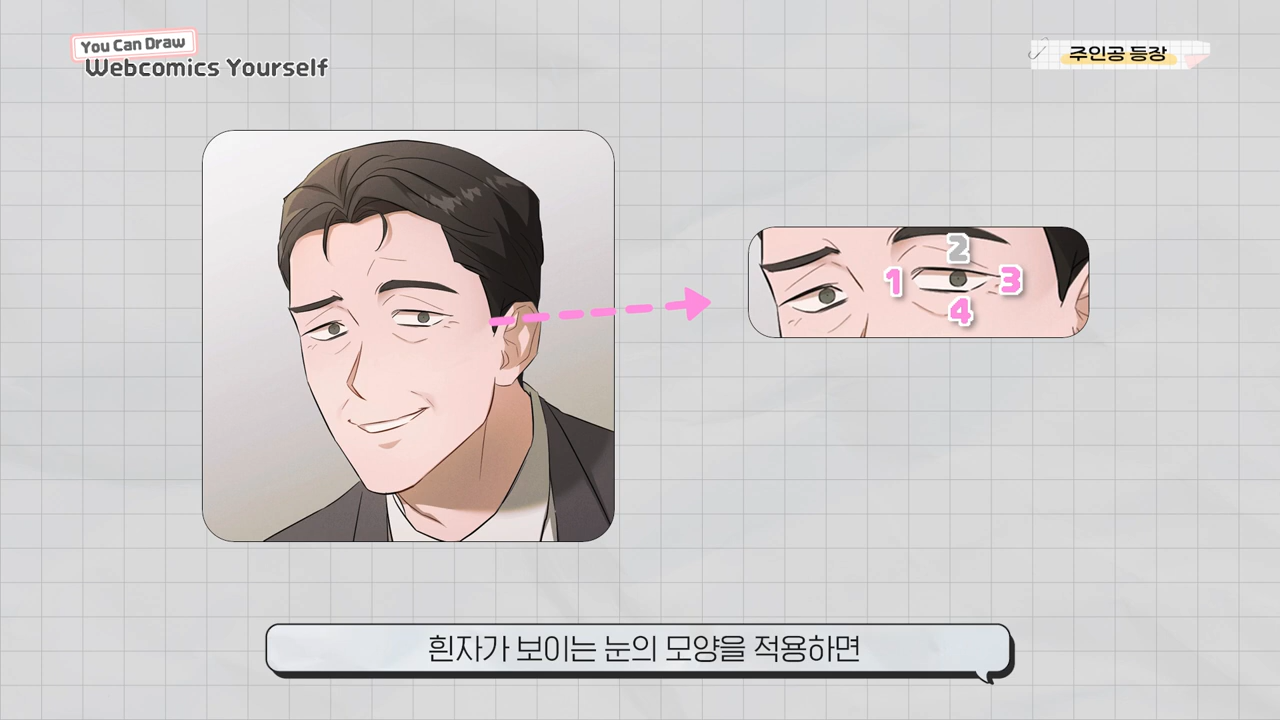 You Can Draw
Webcomics Yourself
주인공 등장
2
1
3
4
흰자가 보이는 눈의 모양을 적용하면